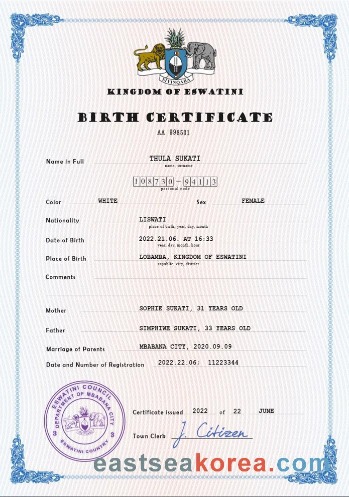 SIYINQABA
KINGDOM OF ESWATINI
BIRTH CERTIFICATE
AA 898501
Name in Full THULA SUKATI
name, surname
108730-94113
personal code
Color WHITE Sex FEMALE
Nationality LISWATI
place of birth, year, day, month
Date of Birth 2022.21.06. AT 16:33
year, day, month, hour
Place of Birth LOBAMBA, KINGDOM OF ESWATINI
republic, city, district
Comments
Mother SOPHIE SUKATI, 31 YEARS OLD
Father SIMPHIWE SUKATI, 33 YEARS OLD
Marriage of Parents MBABANA CITY, 2020.09.09
Date and Number of Registration 2022.22.06; 11223344
ESWATINI COUNCIL
DEPARTMENT OF MBABANA CITY
ESWATINI COUNTRY
Certificate issued 2022 of 22 JUNE
Town Clerk J. Citizen
eastseakorea.com